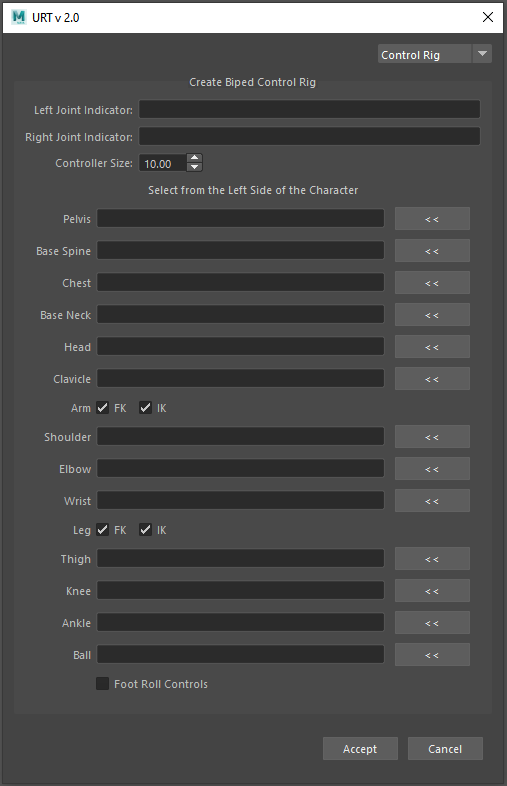 URT v 2.0
Control Rig
Create Biped Control Rig
Left Joint Indicator:
Right Joint Indicator:
Controller Size: 10.00
Select from the Left Side of the Character
Pelvis <<
Base Spine <<
Chest <<
Base Neck <<
Head <<
Clavicle <<
Arm FK IK
Shoulder <<
Elbow <<
Wrist <<
Leg FK IK
Thigh <<
Knee <<
Ankle <<
Ball <<
Foot Roll Controls
Accept Cancel